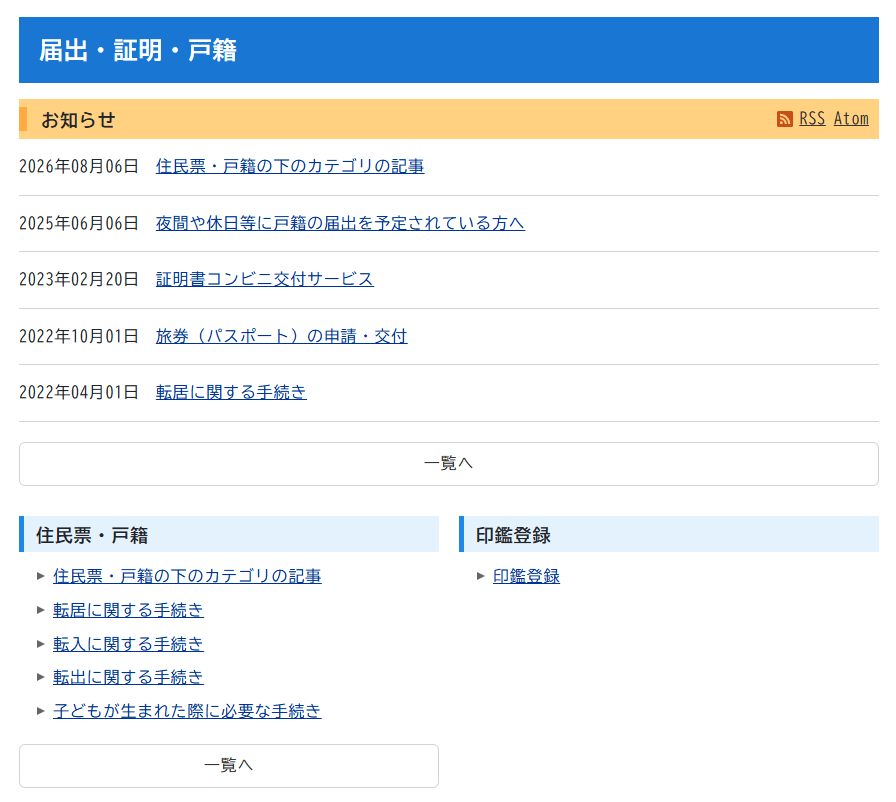 届出・証明・戸籍
お知らせ RSS Atom
2026年08月06日 住民票・戸籍の下のカテゴリの記事
2025年06月06日 夜間や休日等に戸籍の届出を予定されている方へ
2023年02月20日 証明書コンビニ交付サービス
2022年10月01日 旅券（パスポート）の申請・交付
2022年04月01日 転居に関する手続き
一覧へ
住民票・戸籍
住民票・戸籍の下のカテゴリの記事
転居に関する手続き
転入に関する手続き
転出に関する手続き
子どもが生まれた際に必要な手続き
一覧へ
印鑑登録
印鑑登録